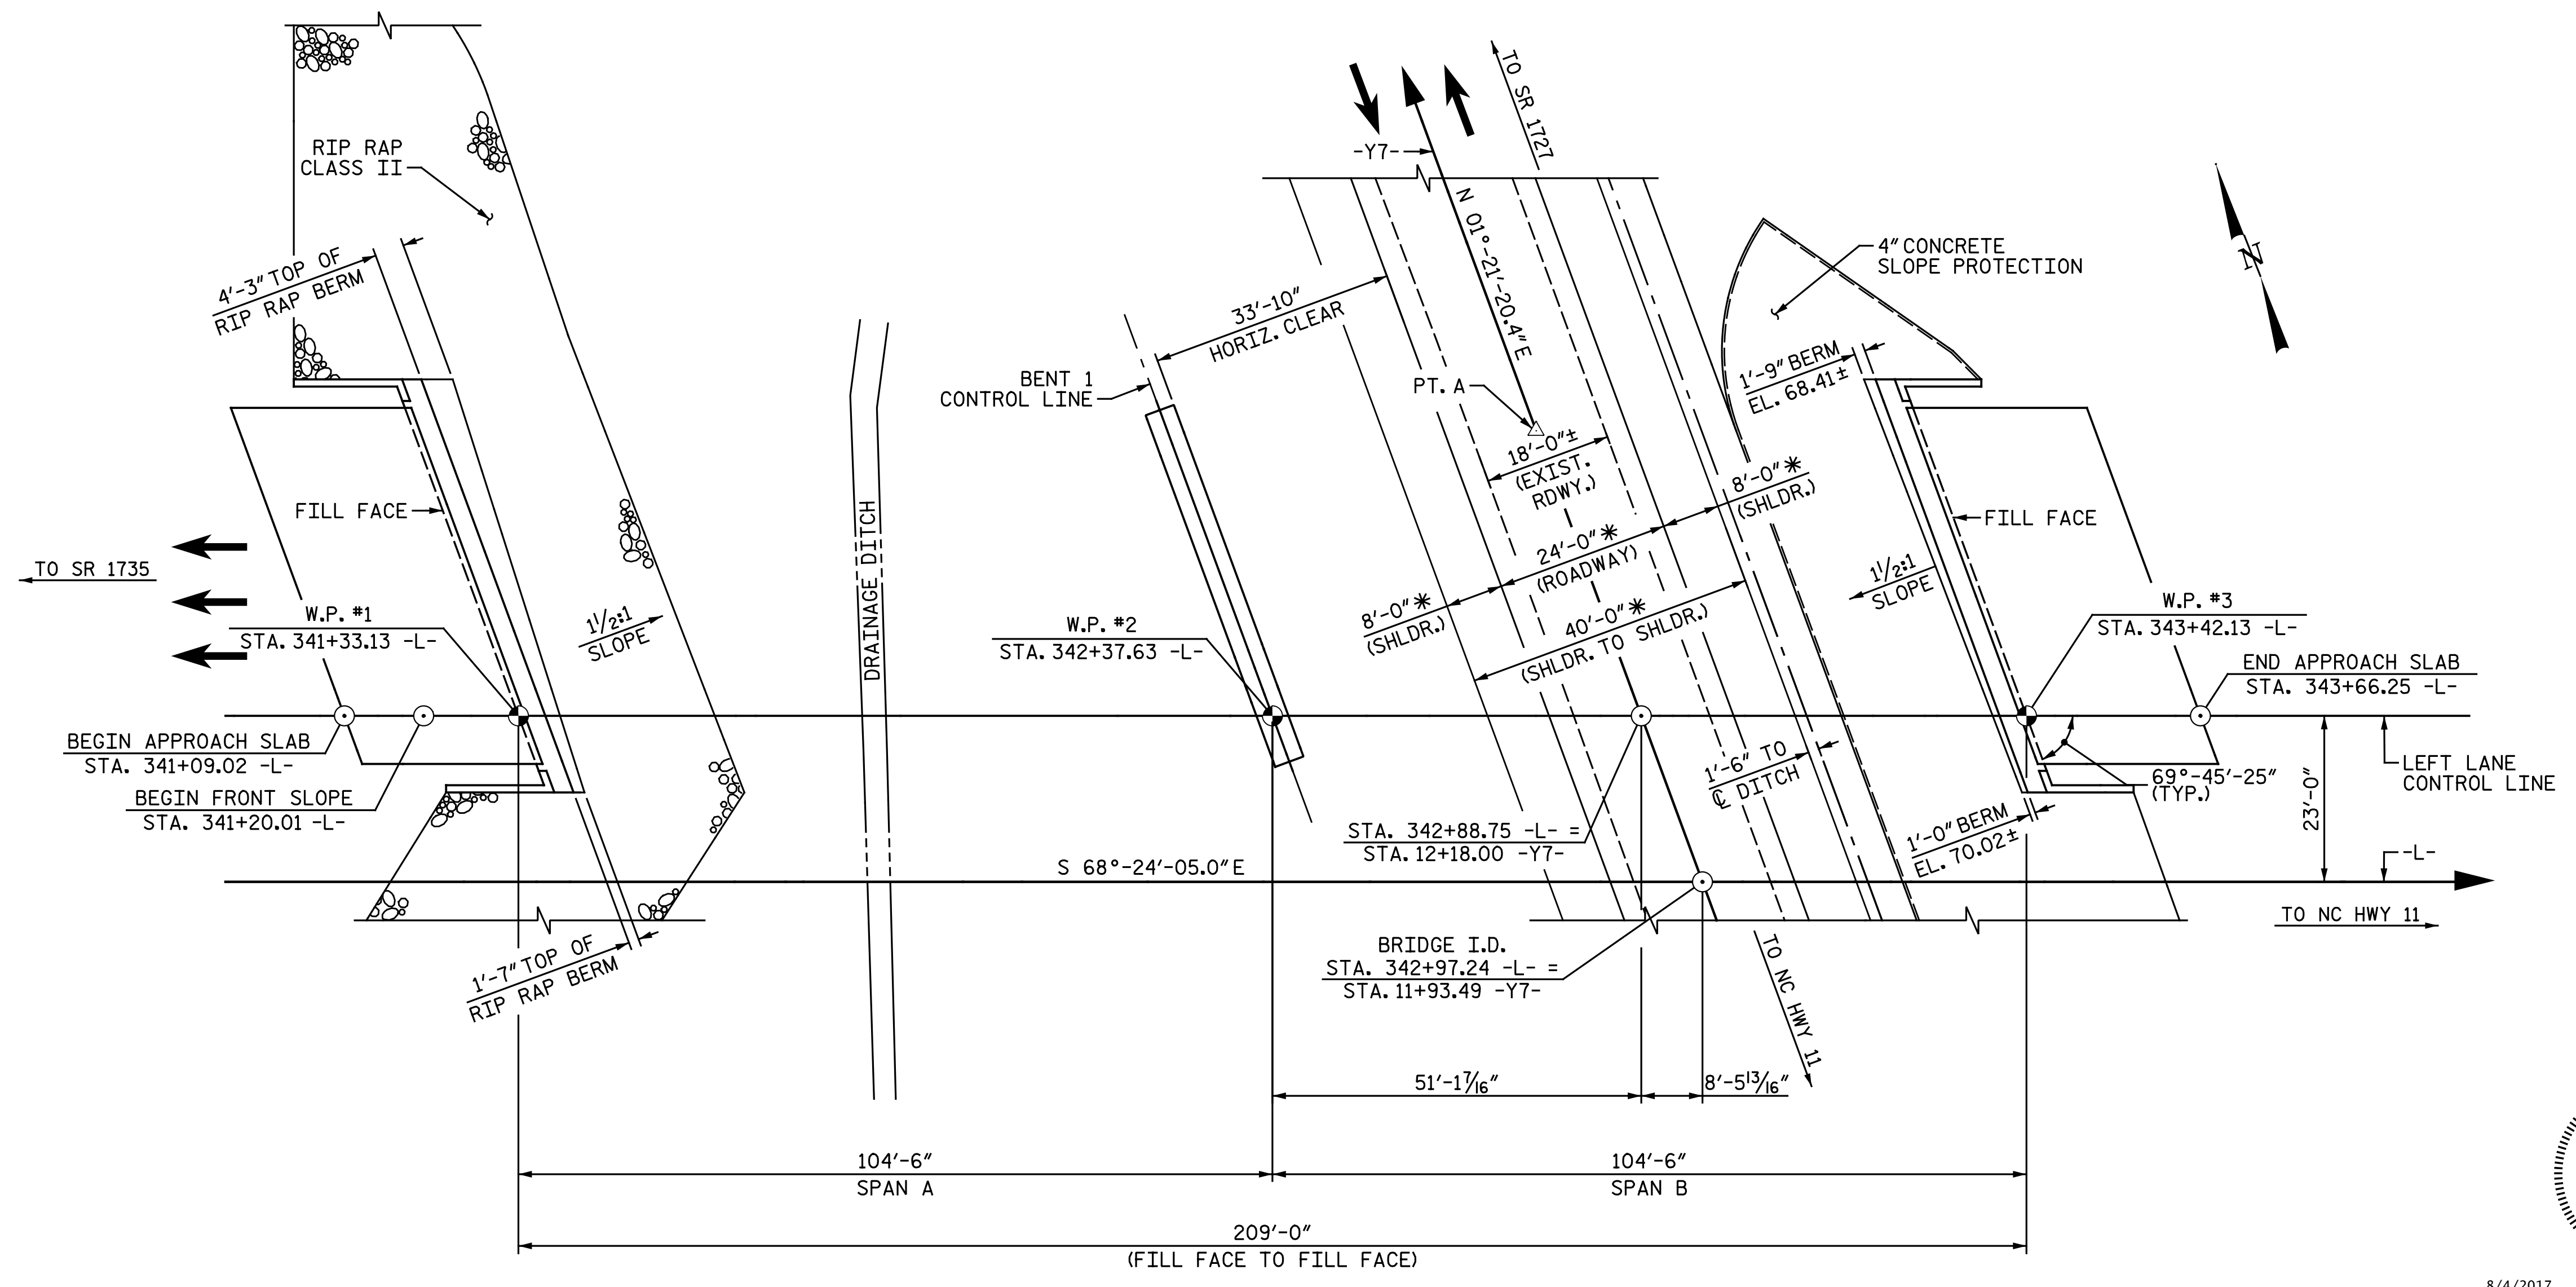 TO SR 1727
RIP RAP
CLASS II
-Y7-
N 01°-21'-20.4"E
N
4" CONCRETE
SLOPE PROTECTION
4'-3" TOP OF
RIP RAP BERM
33'-10"
HORIZ. CLEAR
BENT 1
CONTROL LINE
PT. A
1'-9" BERM
EL. 68.41±
18'-0"±
(EXIST.
RDWY.)
8'-0"*
(SHLDR.)
FILL FACE
FILL FACE
DRAINAGE DITCH
24'-0"*
(ROADWAY)
TO SR 1735
1½:1
SLOPE
8'-0"*
(SHLDR.)
40'-0"*
(SHLDR. TO SHLDR.)
1½:1
SLOPE
W.P. #1
STA. 341+33.13 -L-
W.P. #2
STA. 342+37.63 -L-
W.P. #3
STA. 343+42.13 -L-
END APPROACH SLAB
STA. 343+66.25 -L-
BEGIN APPROACH SLAB
STA. 341+09.02 -L-
BEGIN FRONT SLOPE
STA. 341+20.01 -L-
1'-6" TO
℄ DITCH
69°-45'-25"
(TYP.)
LEFT LANE
CONTROL LINE
23'-0"
STA. 342+88.75 -L- =
STA. 12+18.00 -Y7-
1'-0" BERM
EL. 70.02±
S 68°-24'-05.0"E
-L-
TO NC HWY 11
1'-7" TOP OF
RIP RAP BERM
BRIDGE I.D.
STA. 342+97.24 -L- =
STA. 11+93.49 -Y7-
TO NC HWY 11
51'-1 7/16"
8'-5 13/16"
104'-6"
SPAN A
104'-6"
SPAN B
209'-0"
(FILL FACE TO FILL FACE)
8/4/2017